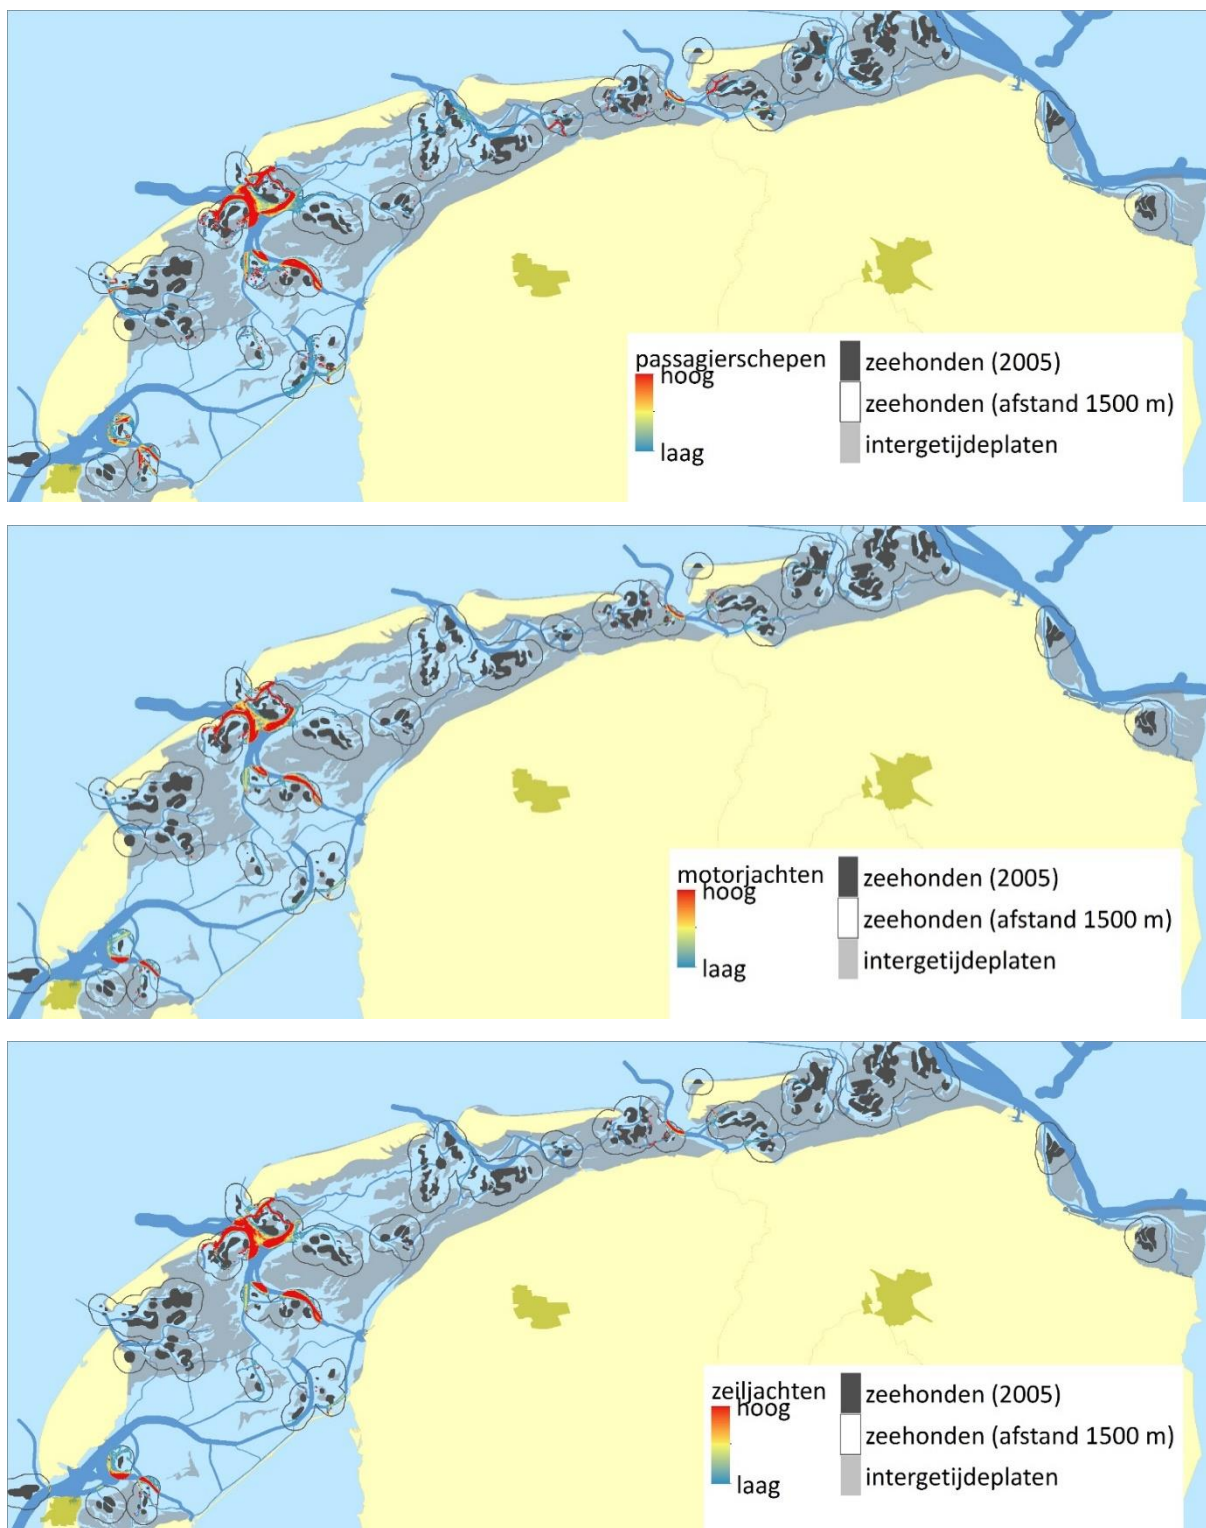 passagierschepen
hoog
laag
zeehonden (2005)
zeehonden (afstand 1500 m)
intergetijdeplaten
motorjachten
hoog
laag
zeehonden (2005)
zeehonden (afstand 1500 m)
intergetijdeplaten
zeiljachten
hoog
laag
zeehonden (2005)
zeehonden (afstand 1500 m)
intergetijdeplaten